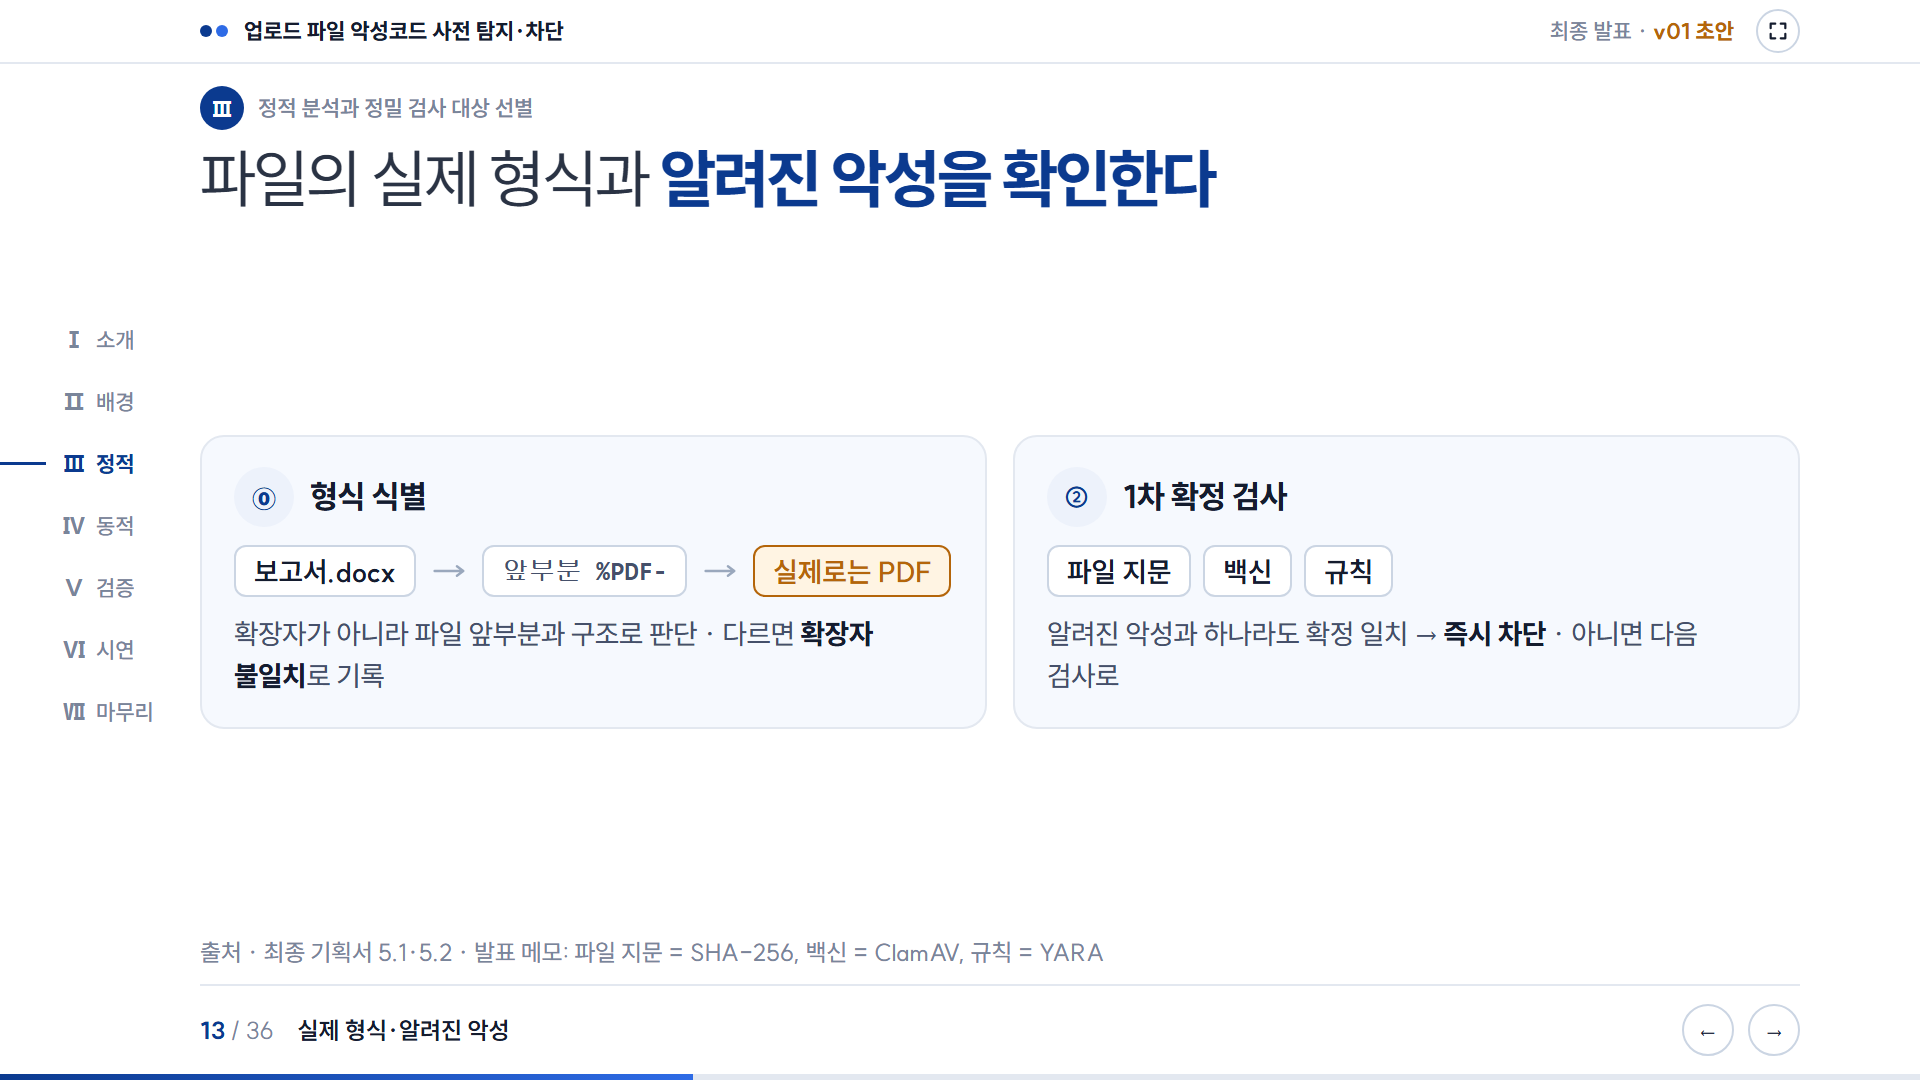 업로드 파일 악성코드 사전 탐지·차단
최종 발표 · v01 초안
Ⅲ 정적 분석과 정밀 검사 대상 선별
파일의 실제 형식과 알려진 악성을 확인한다
Ⅰ 소개
Ⅱ 배경
Ⅲ 정적
Ⅳ 동적
Ⅴ 검증
Ⅵ 시연
Ⅶ 마무리
⓪ 형식 식별
보고서.docx → 앞부분 %PDF- → 실제로는 PDF
확장자가 아니라 파일 앞부분과 구조로 판단 · 다르면 확장자
불일치로 기록
② 1차 확정 검사
파일 지문 백신 규칙
알려진 악성과 하나라도 확정 일치 → 즉시 차단 · 아니면 다음
검사로
출처 · 최종 기획서 5.1·5.2 · 발표 메모: 파일 지문 = SHA-256, 백신 = ClamAV, 규칙 = YARA
13 / 36 실제 형식·알려진 악성
← →